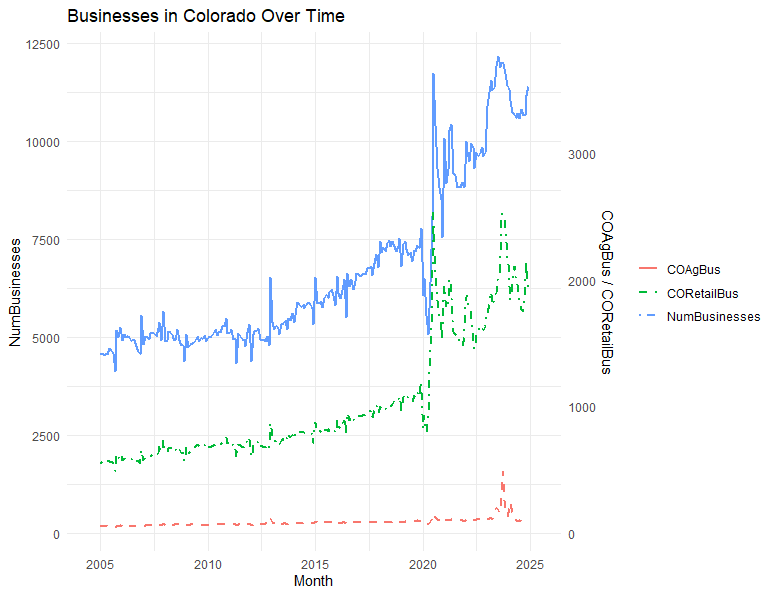 Businesses in Colorado Over Time
12500
10000
7500
5000
2500
0
NumBusinesses
2005
2010
2015
2020
2025
Month
3000
2000
1000
0
COAgBus / CORetailBus
COAgBus
CORetailBus
NumBusinesses